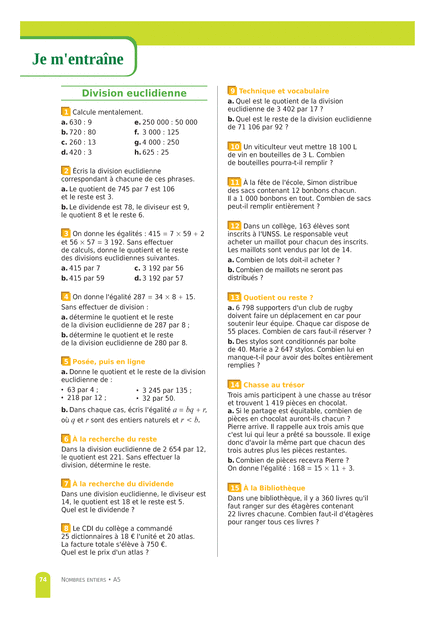 Je m'entraîne
Division euclidienne
1 Calcule mentalement.
a. 630 : 9
b. 720 : 80
c. 260 : 13
d. 420 : 3
e. 250 000 : 50 000
f. 3 000 : 125
g. 4 000 : 250
h. 625 : 25
2 Écris la division euclidienne
correspondant à chacune de ces phrases.
a. Le quotient de 745 par 7 est 106
et le reste est 3.
b. Le dividende est 78, le diviseur est 9,
le quotient 8 et le reste 6.
3 On donne les égalités : 415 = 7 × 59 + 2
et 56 × 57 = 3 192. Sans effectuer
de calculs, donne le quotient et le reste
des divisions euclidiennes suivantes.
a. 415 par 7
b. 415 par 59
c. 3 192 par 56
d. 3 192 par 57
4 On donne l'égalité 287 = 34 × 8 + 15.
Sans effectuer de division :
a. détermine le quotient et le reste
de la division euclidienne de 287 par 8 ;
b. détermine le quotient et le reste
de la division euclidienne de 280 par 8.
5 Posée, puis en ligne
a. Donne le quotient et le reste de la division
euclidienne de :
• 63 par 4 ;
• 218 par 12 ;
• 3 245 par 135 ;
• 32 par 50.
b. Dans chaque cas, écris l'égalité a = bq + r,
où q et r sont des entiers naturels et r < b.
6 À la recherche du reste
Dans la division euclidienne de 2 654 par 12,
le quotient est 221. Sans effectuer la
division, détermine le reste.
7 À la recherche du dividende
Dans une division euclidienne, le diviseur est
14, le quotient est 18 et le reste est 5.
Quel est le dividende ?
8 Le CDI du collège a commandé
25 dictionnaires à 18 € l'unité et 20 atlas.
La facture totale s'élève à 750 €.
Quel est le prix d'un atlas ?
9 Technique et vocabulaire
a. Quel est le quotient de la division
euclidienne de 3 402 par 17 ?
b. Quel est le reste de la division euclidienne
de 71 106 par 92 ?
10 Un viticulteur veut mettre 18 100 L
de vin en bouteilles de 3 L. Combien
de bouteilles pourra-t-il remplir ?
11 À la fête de l'école, Simon distribue
des sacs contenant 12 bonbons chacun.
Il a 1 000 bonbons en tout. Combien de sacs
peut-il remplir entièrement ?
12 Dans un collège, 163 élèves sont
inscrits à l'UNSS. Le responsable veut
acheter un maillot pour chacun des inscrits.
Les maillots sont vendus par lot de 14.
a. Combien de lots doit-il acheter ?
b. Combien de maillots ne seront pas
distribués ?
13 Quotient ou reste ?
a. 6 798 supporters d'un club de rugby
doivent faire un déplacement en car pour
soutenir leur équipe. Chaque car dispose de
55 places. Combien de cars faut-il réserver ?
b. Des stylos sont conditionnés par boîte
de 40. Marie a 2 647 stylos. Combien lui en
manque-t-il pour avoir des boîtes entièrement
remplies ?
14 Chasse au trésor
Trois amis participent à une chasse au trésor
et trouvent 1 419 pièces en chocolat.
a. Si le partage est équitable, combien de
pièces en chocolat auront-ils chacun ?
Pierre arrive. Il rappelle aux trois amis que
c'est lui qui leur a prêté sa boussole. Il exige
donc d'avoir la même part que chacun des
trois autres plus les pièces restantes.
b. Combien de pièces recevra Pierre ?
On donne l'égalité : 168 = 15 × 11 + 3.
15 À la Bibliothèque
Dans une bibliothèque, il y a 360 livres qu'il
faut ranger sur des étagères contenant
22 livres chacune. Combien faut-il d'étagères
pour ranger tous ces livres ?
74 NOMBRES ENTIERS • A5